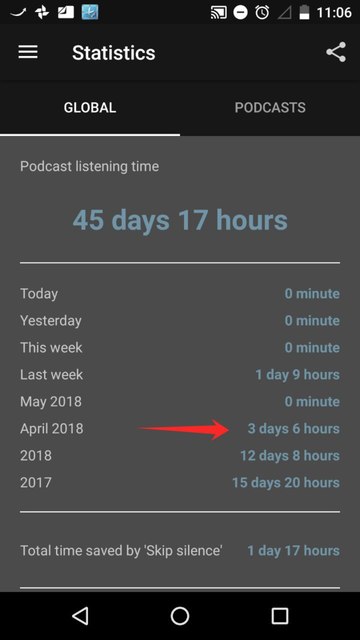 11:06
Statistics
GLOBAL PODCASTS
Podcast listening time
45 days 17 hours
Today 0 minute
Yesterday 0 minute
This week 0 minute
Last week 1 day 9 hours
May 2018 0 minute
April 2018 3 days 6 hours
2018 12 days 8 hours
2017 15 days 20 hours
Total time saved by 'Skip silence' 1 day 17 hours